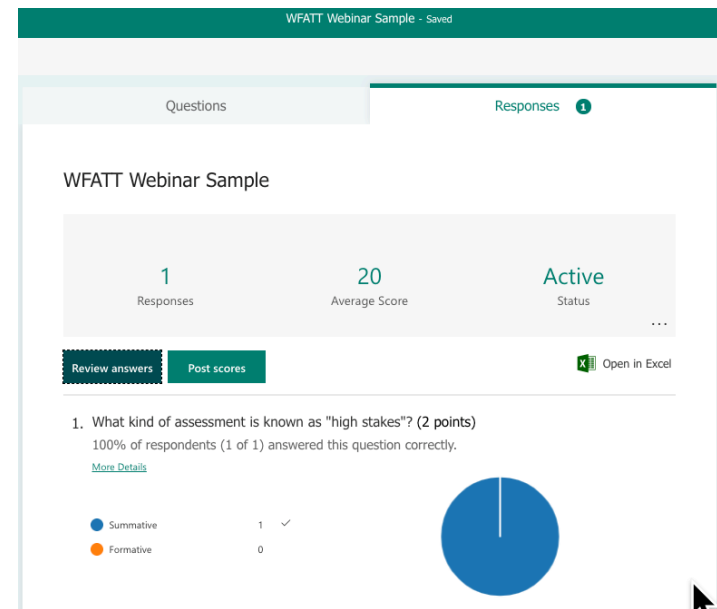 WFATT Webinar Sample - Saved
Questions
Responses 1
WFATT Webinar Sample
1
Responses
20
Average Score
Active
Status
...
Review answers
Post scores
Open in Excel
1. What kind of assessment is known as "high stakes"? (2 points)
100% of respondents (1 of 1) answered this question correctly.
More Details
Summative 1
Formative 0